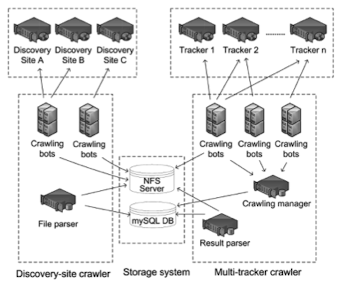 Discovery Site A
Discovery Site B
Discovery Site C
Tracker 1
Tracker 2
Tracker n
Crawling bots
Crawling bots
Crawling bots
Crawling bots
Crawling bots
NFS Server
Crawling manager
File parser
mySQL DB
Result parser
Discovery-site crawler
Storage system
Multi-tracker crawler